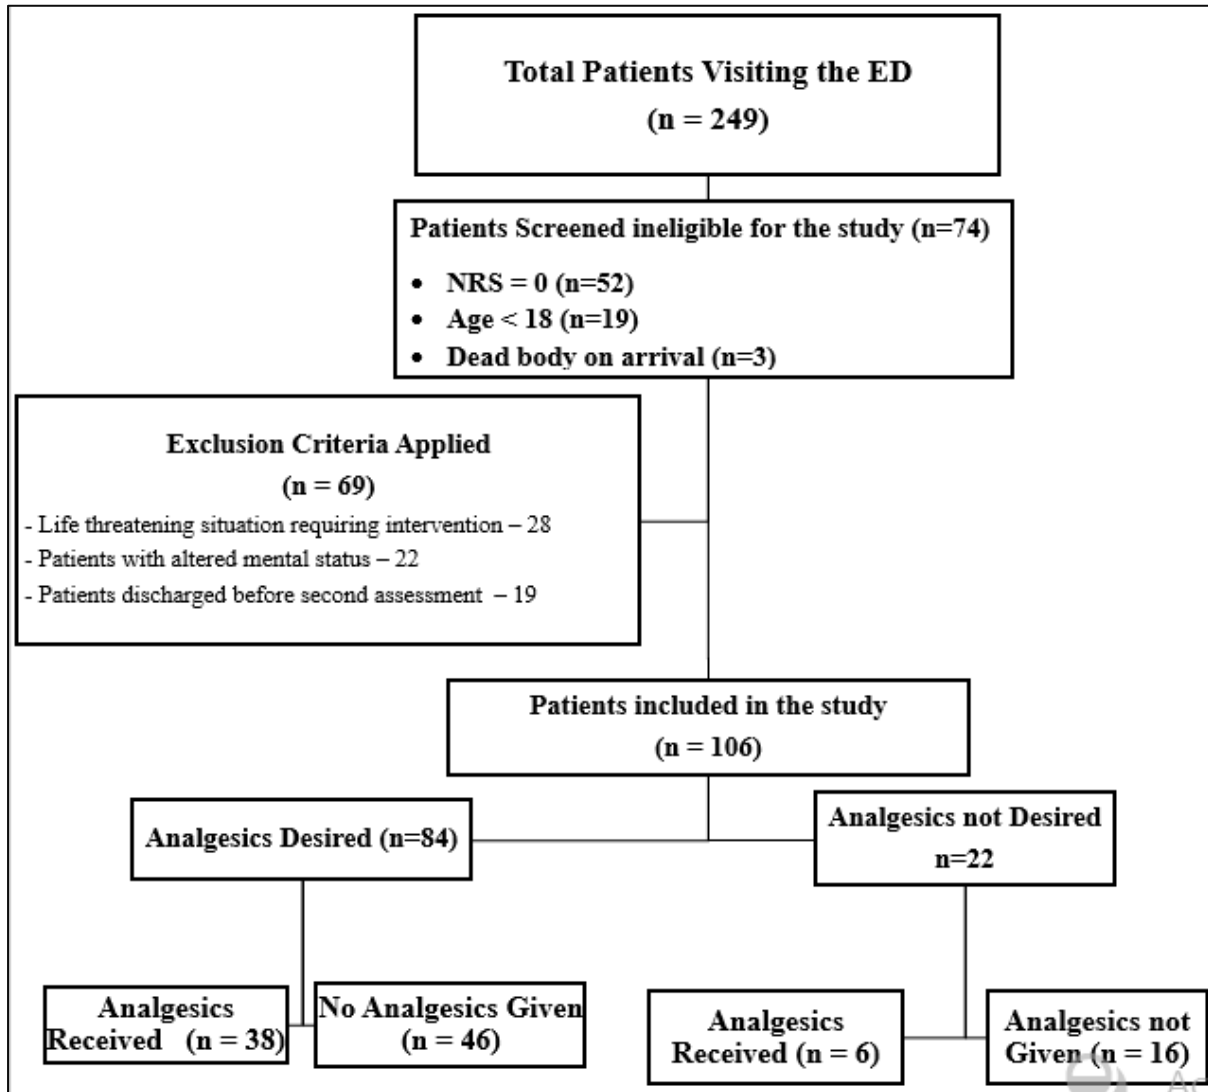 Total Patients Visiting the ED
(n = 249)
Patients Screened ineligible for the study (n=74)
• NRS = 0 (n=52)
• Age < 18 (n=19)
• Dead body on arrival (n=3)
Exclusion Criteria Applied
(n = 69)
- Life threatening situation requiring intervention – 28
- Patients with altered mental status – 22
- Patients discharged before second assessment – 19
Patients included in the study
(n = 106)
Analgesics Desired (n=84)
Analgesics not Desired
n=22
Analgesics
Received (n = 38)
No Analgesics Given
(n = 46)
Analgesics
Received (n = 6)
Analgesics not
Given (n = 16)